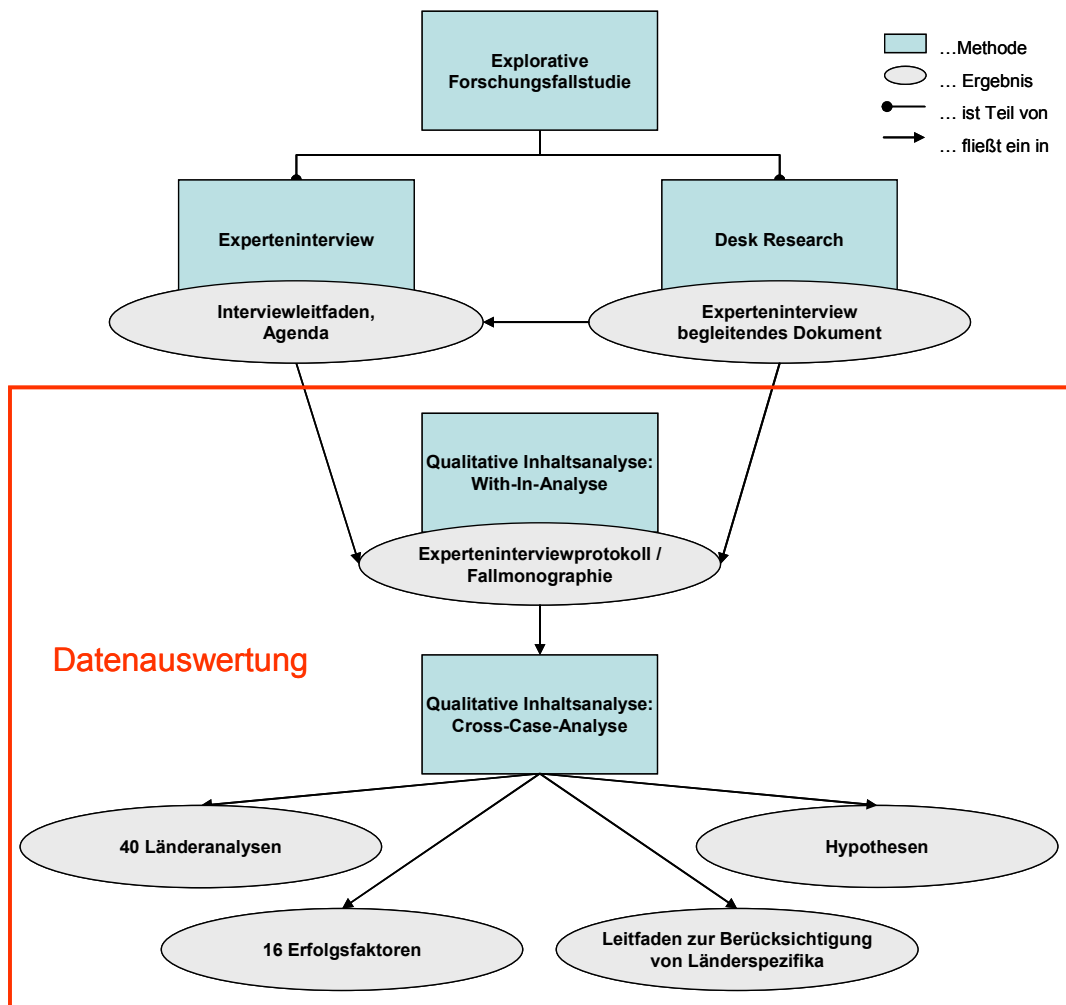 Explorative
Forschungsfallstudie
…Methode
… Ergebnis
… ist Teil von
… fließt ein in
Experteninterview
Desk Research
Interviewleitfaden,
Agenda
Experteninterview
begleitendes Dokument
Qualitative Inhaltsanalyse:
With-In-Analyse
Experteninterviewprotokoll /
Fallmonographie
Datenauswertung
Qualitative Inhaltsanalyse:
Cross-Case-Analyse
40 Länderanalysen
Hypothesen
16 Erfolgsfaktoren
Leitfaden zur Berücksichtigung
von Länderspezifika